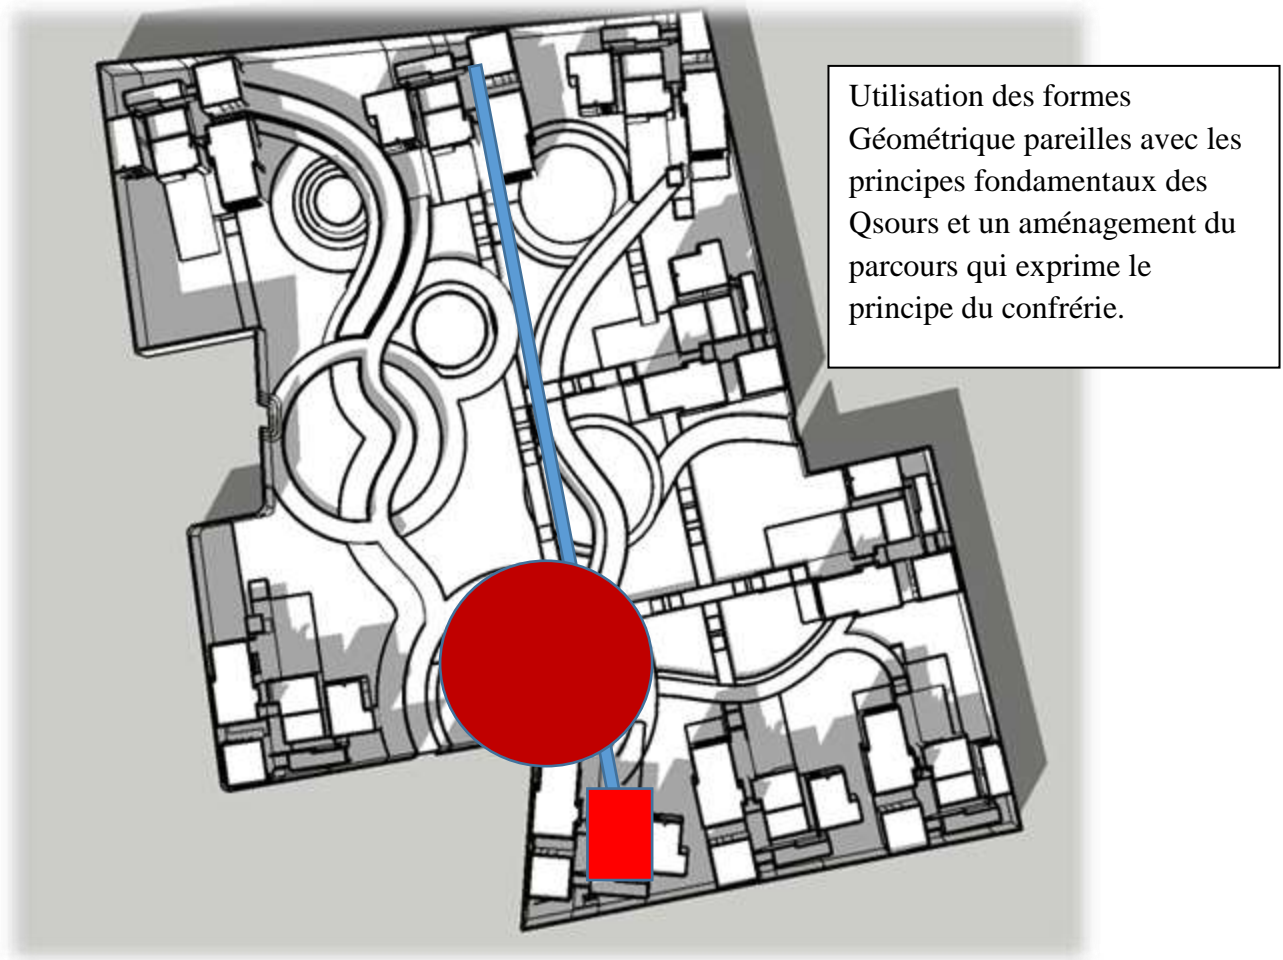 Utilisation des formes
Géométrique pareilles avec les
principes fondamentaux des
Qsours et un aménagement du
parcours qui exprime le
principe du confrérie.